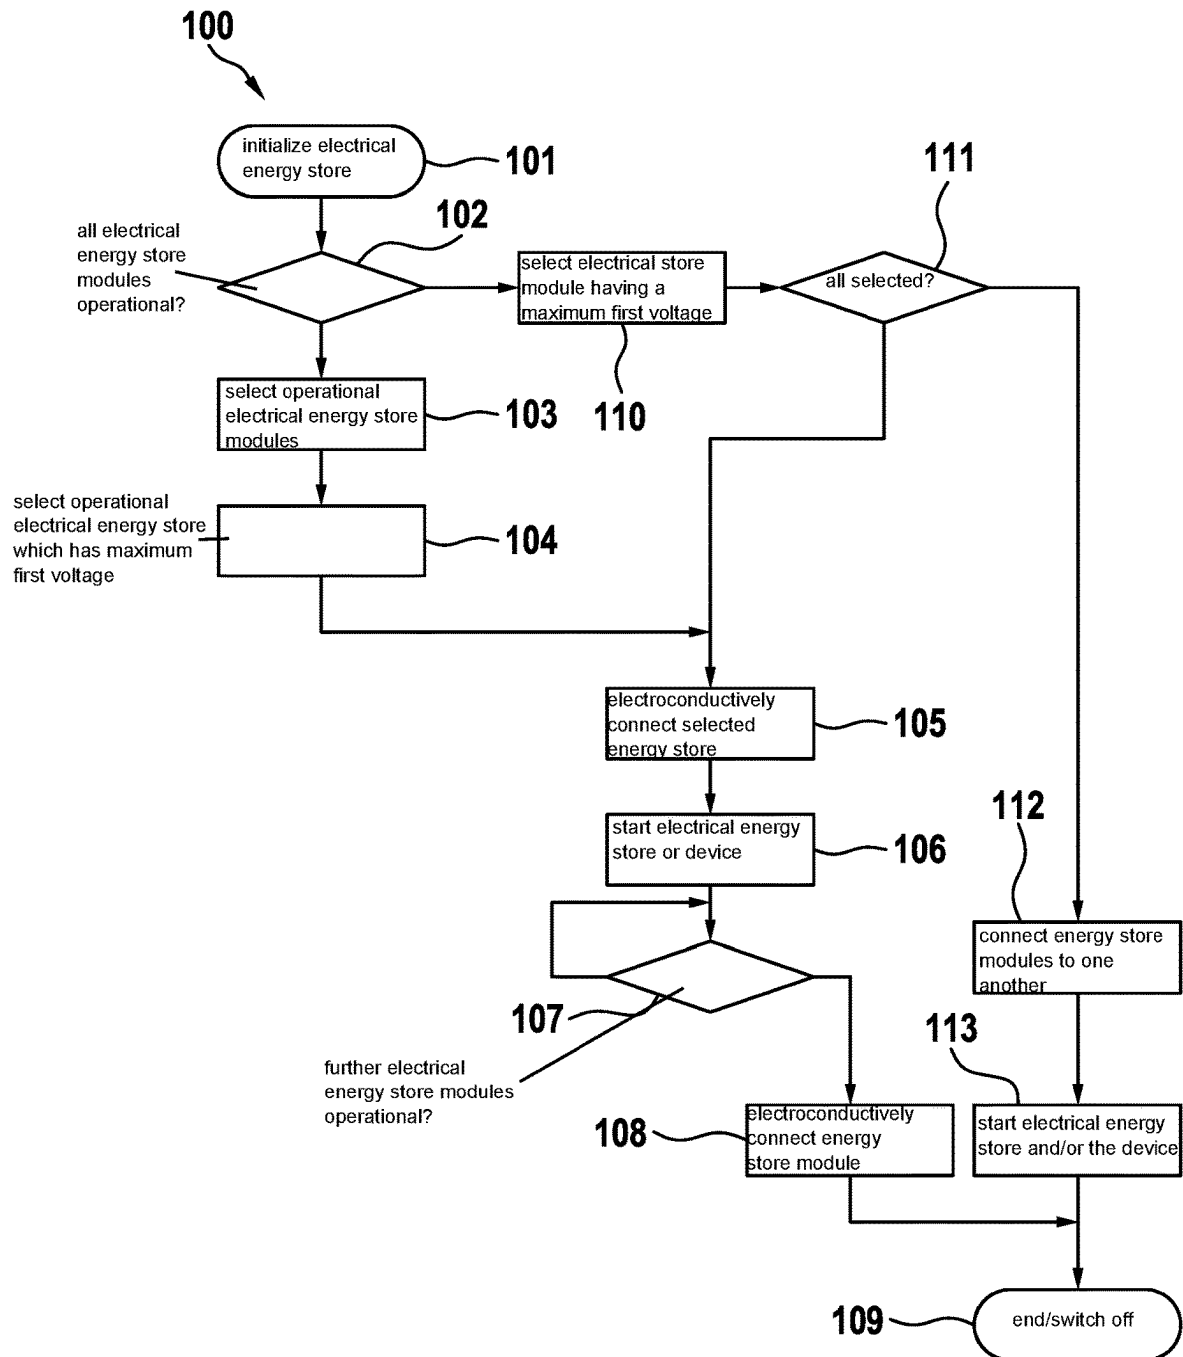 100
initialize electrical
energy store
101
111
102
all electrical
energy store
modules
operational?
select electrical store
module having a
maximum first voltage
all selected?
110
select operational
electrical energy store
modules
103
select operational
electrical energy store
which has maximum
first voltage
104
electroconductively
connect selected
energy store
105
start electrical energy
store or device
106
112
connect energy store
modules to one
another
107
further electrical
energy store modules
operational?
113
108
electroconductively
connect energy
store module
start electrical energy
store and/or the device
109
end/switch off